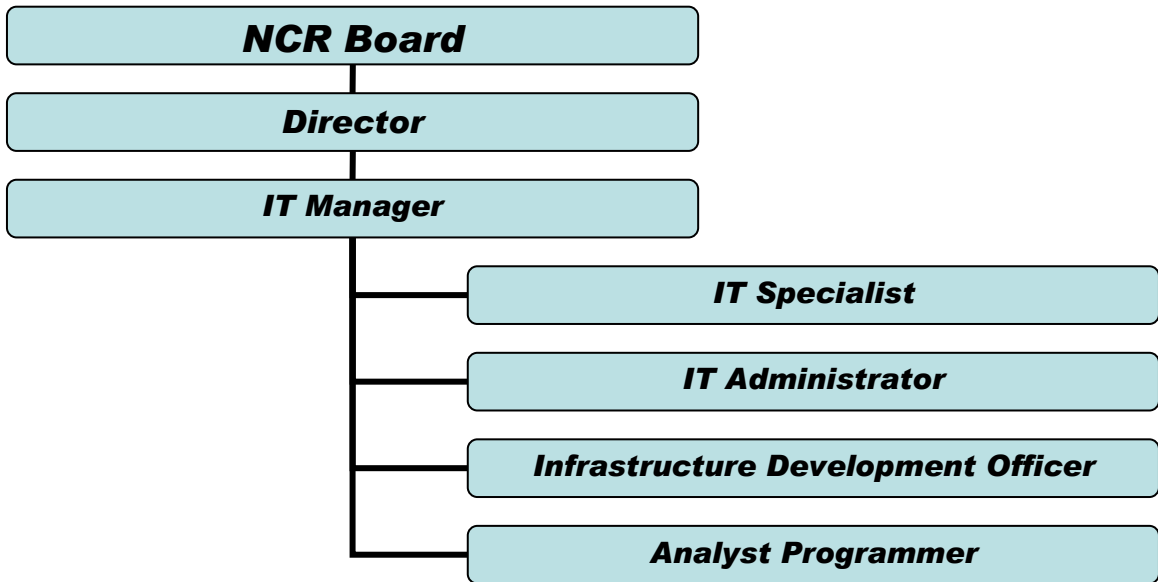 NCR Board
Director
IT Manager
IT Specialist
IT Administrator
Infrastructure Development Officer
Analyst Programmer